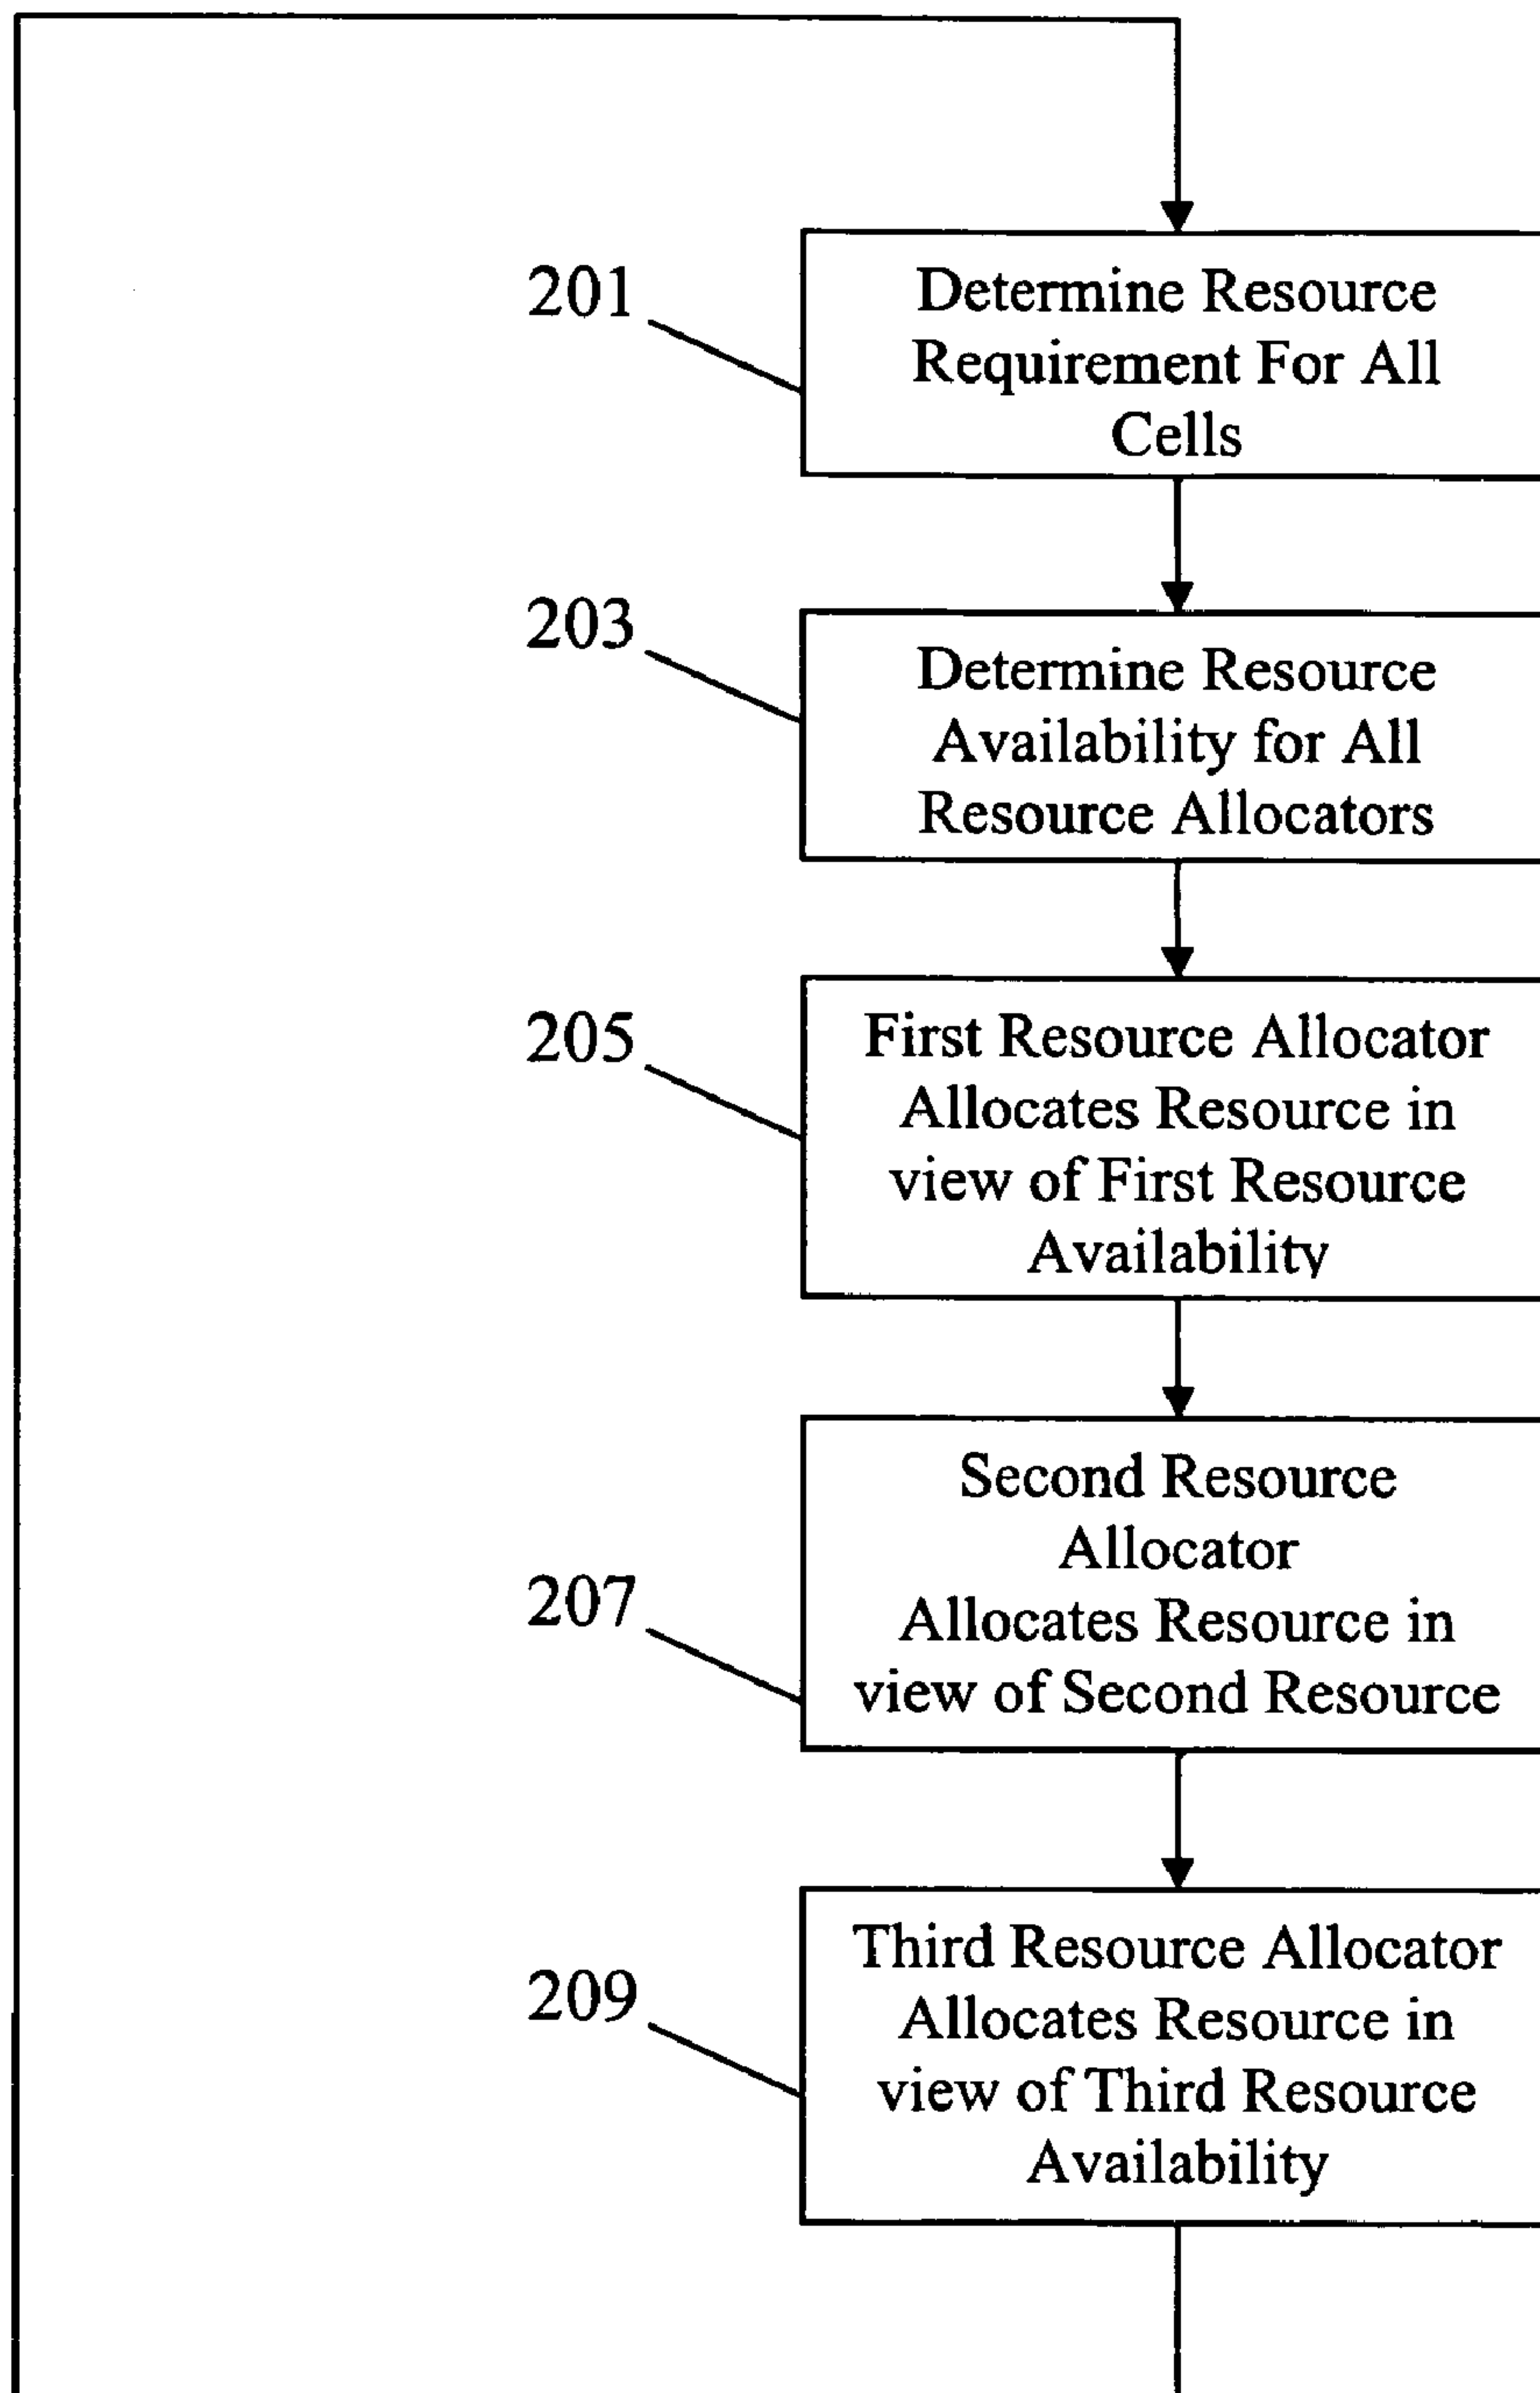 201
Determine Resource
Requirement For All
Cells
203
Determine Resource
Availability for All
Resource Allocators
205
First Resource Allocator
Allocates Resource in
view of First Resource
Availability
207
Second Resource
Allocator
Allocates Resource in
view of Second Resource
209
Third Resource Allocator
Allocates Resource in
view of Third Resource
Availability